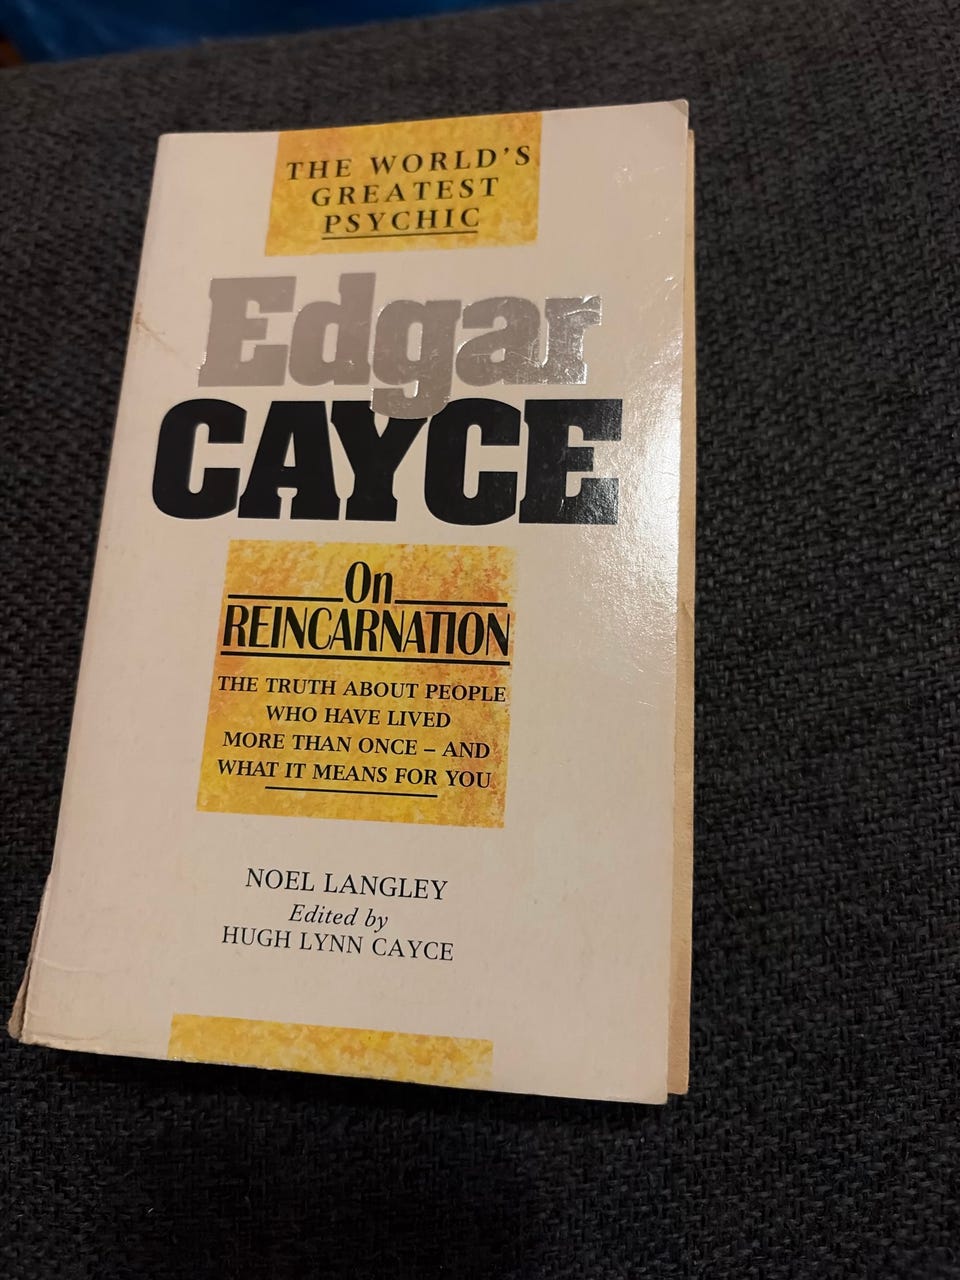 THE WORLD'S
GREATEST
PSYCHIC
Edgar
CAYCE
On
REINCARNATION
THE TRUTH ABOUT PEOPLE
WHO HAVE LIVED
MORE THAN ONCE – AND
WHAT IT MEANS FOR YOU
NOEL LANGLEY
Edited by
HUGH LYNN CAYCE